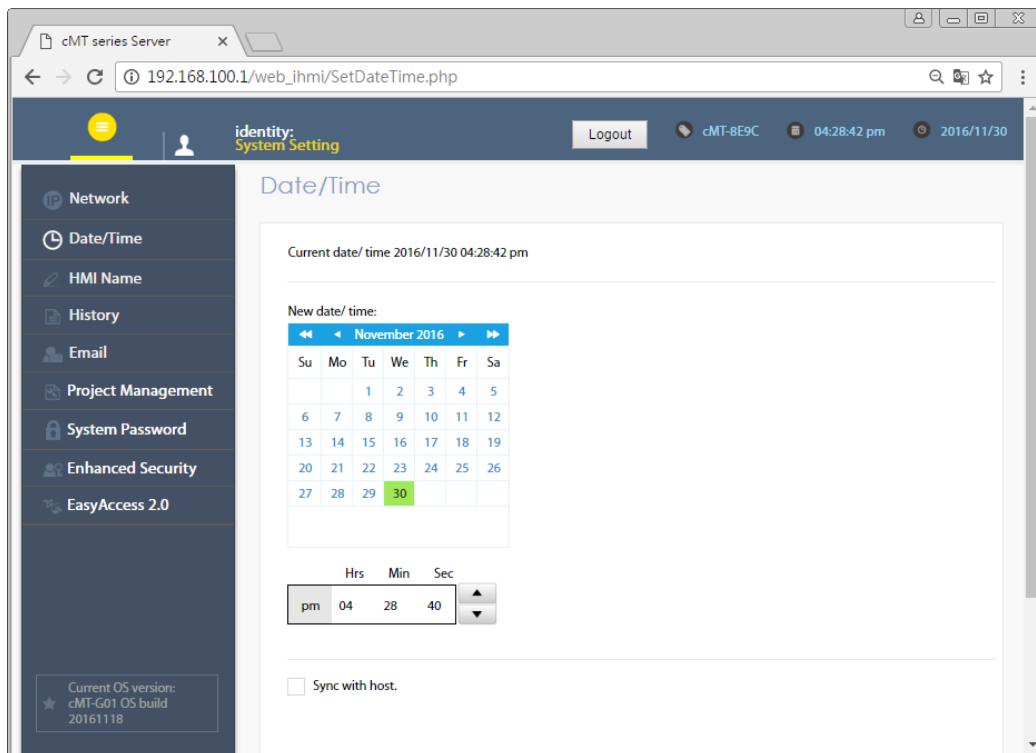 cMT series Server
192.168.100.1/web_ihmi/SetDateTime.php
identity:
System Setting
Logout
cMT-8E9C
04:28:42 pm
2016/11/30
IP Network
Date/Time
HMI Name
History
Email
Project Management
System Password
Enhanced Security
EasyAccess 2.0
Current OS version:
cMT-G01 OS build
20161118
Date/Time
Current date/ time 2016/11/30 04:28:42 pm
New date/ time:
November 2016
Su Mo Tu We Th Fr Sa
1 2 3 4 5
6 7 8 9 10 11 12
13 14 15 16 17 18 19
20 21 22 23 24 25 26
27 28 29 30
Hrs Min Sec
pm 04 28 40
Sync with host.